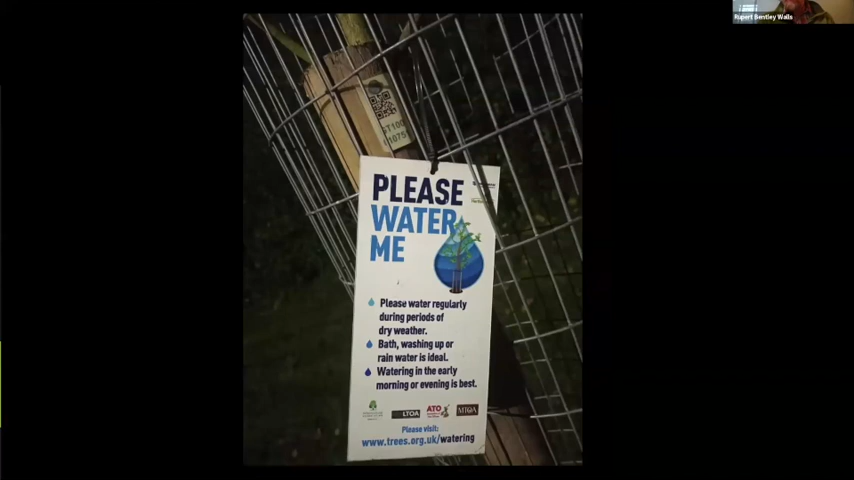 Rupert Bentley Walls
PLEASE
WATER
ME
Please water regularly
during periods of
dry weather.
Bath, washing up or
rain water is ideal.
Watering in the early
morning or evening is best.
LTOA
ATO
MTOA
Please visit:
www.trees.org.uk/watering